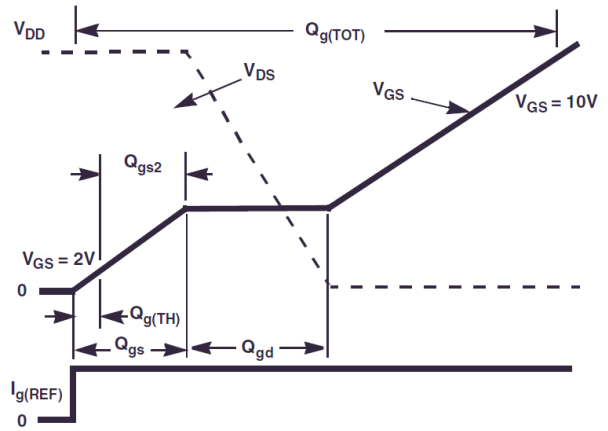 V_DD
Q_g(TOT)
V_DS
V_GS
V_GS = 10V
Q_gs2
V_GS = 2V
0
Q_g(TH)
Q_gs
Q_gd
I_g(REF)
0